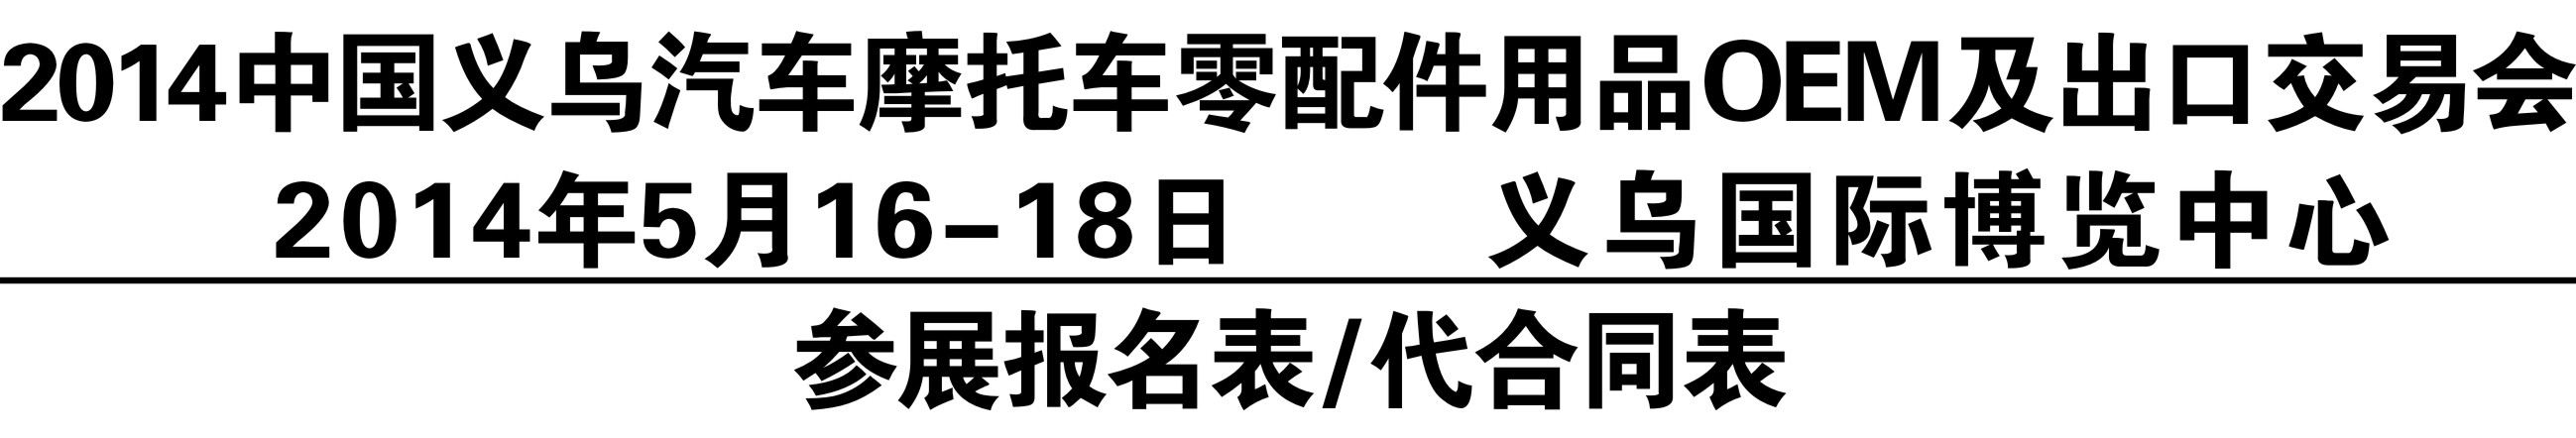 2014中国义乌汽车摩托车零配件用品OEM及出口交易会
2014年5月16-18日 义乌国际博览中心
参展报名表/代合同表